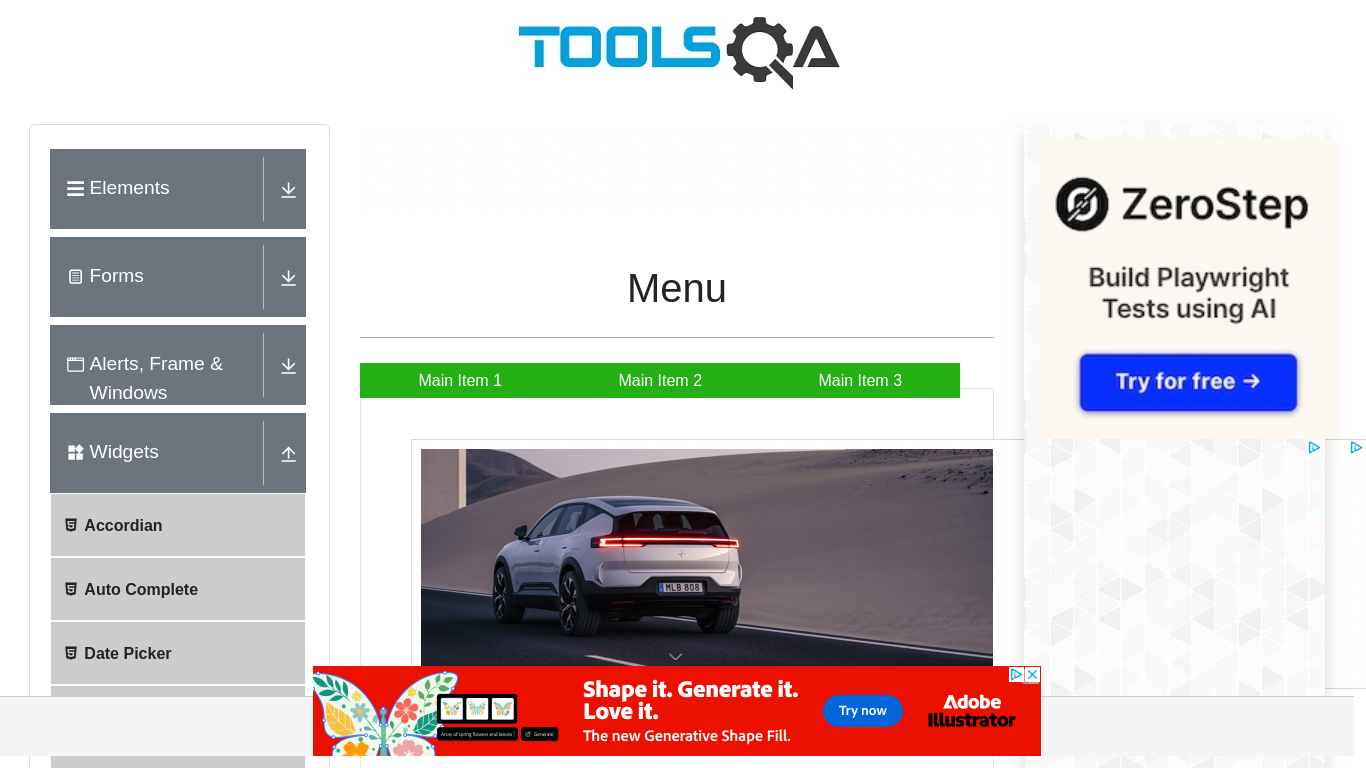 TOOLSQA
Elements
Forms
Alerts, Frame &
Windows
Widgets
Accordian
Auto Complete
Date Picker
Menu
Main Item 1
Main Item 2
Main Item 3
MLB 808
ZeroStep
Build Playwright
Tests using AI
Try for free →
Array of spring flowers and leaves
Generate
Shape it. Generate it.
Love it.
The new Generative Shape Fill.
Try now
Adobe
Illustrator